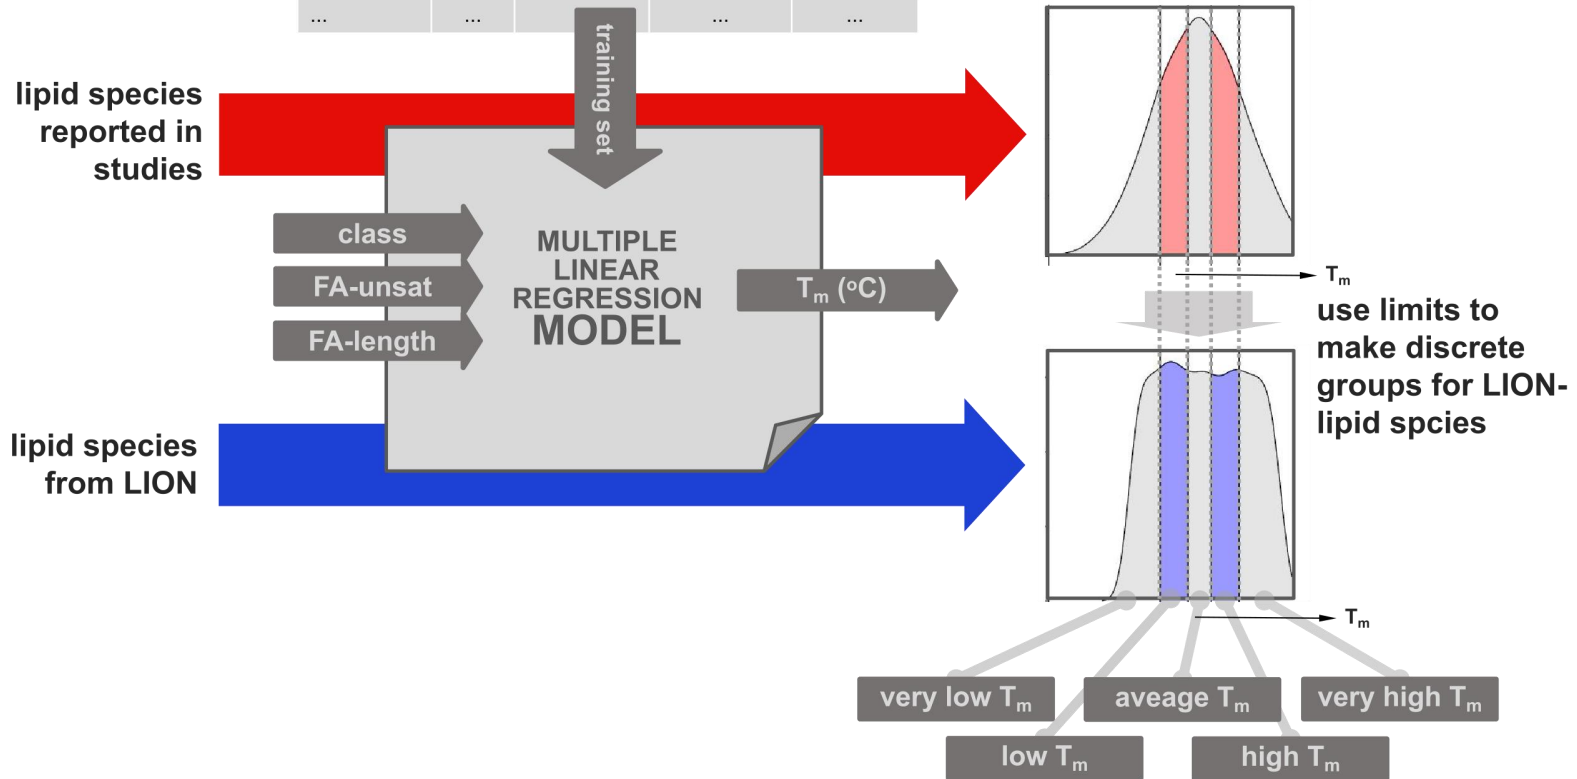 ... ... ... ...
training set
lipid species
reported in
studies
class
FA-unsat
FA-length
MULTIPLE
LINEAR
REGRESSION
MODEL
Tm (oC)
lipid species
from LION
Tm
use limits to
make discrete
groups for LION-
lipid spcies
Tm
very low Tm
aveage Tm
very high Tm
low Tm
high Tm